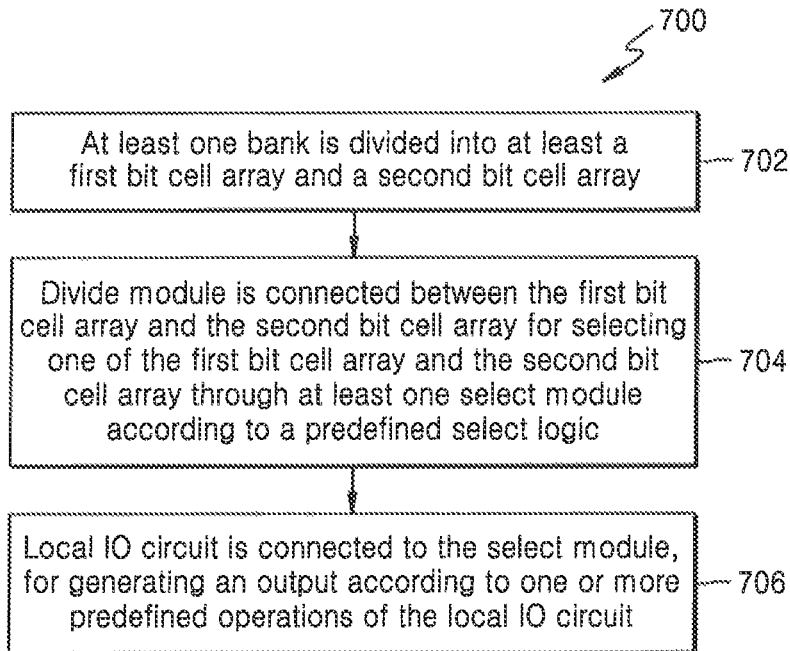 700
At least one bank is divided into at least a
first bit cell array and a second bit cell array
702
Divide module is connected between the first bit
cell array and the second bit cell array for selecting
one of the first bit cell array and the second bit
cell array through at least one select module
according to a predefined select logic
704
Local IO circuit is connected to the select module,
for generating an output according to one or more
predefined operations of the local IO circuit
706